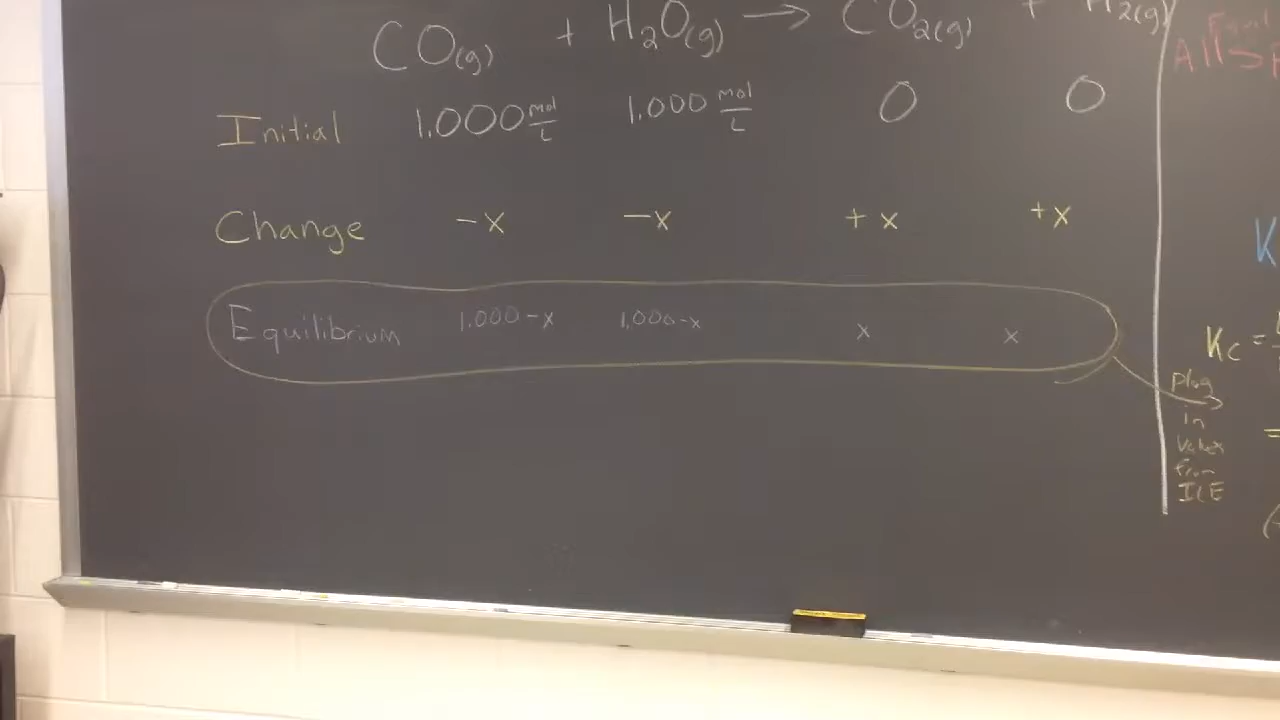 CO(g) + H₂O(g) → CO₂(g) + H₂(g)
Initial 1.000 mol/L 1.000 mol/L 0 0
Change -x -x +x +x
Equilibrium 1.000-x 1.000-x x x
All >
K
Kc =
plug
in
values
from
ICE
=
(